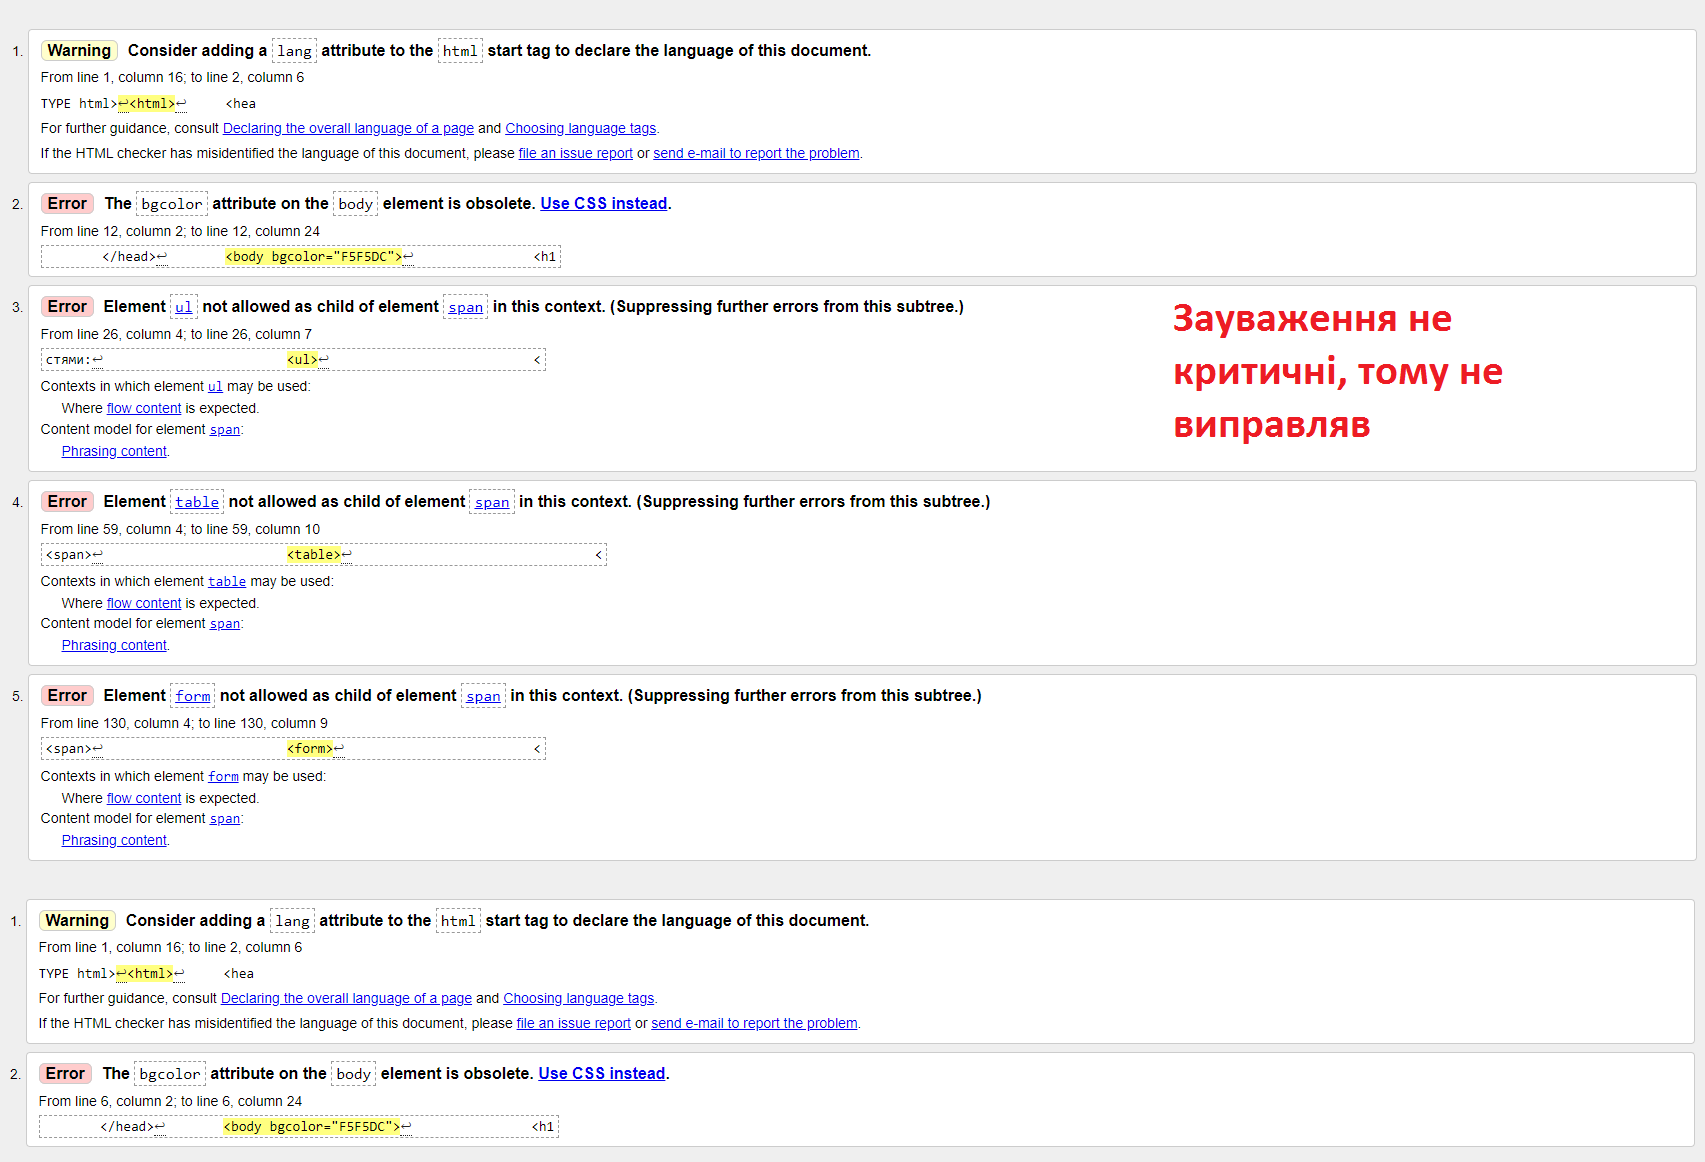 1. Warning Consider adding a lang attribute to the html start tag to declare the language of this document.
From line 1, column 16; to line 2, column 6
TYPE html>↩<html>↩ <hea
For further guidance, consult Declaring the overall language of a page and Choosing language tags.
If the HTML checker has misidentified the language of this document, please file an issue report or send e-mail to report the problem.
2. Error The bgcolor attribute on the body element is obsolete. Use CSS instead.
From line 12, column 2; to line 12, column 24
</head>↩ <body bgcolor="F5F5DC">↩ <h1
3. Error Element ul not allowed as child of element span in this context. (Suppressing further errors from this subtree.)
From line 26, column 4; to line 26, column 7
стями:↩ <ul>↩ <
Contexts in which element ul may be used:
Where flow content is expected.
Content model for element span:
Phrasing content.
Зауваження не
критичні, тому не
виправляв
4. Error Element table not allowed as child of element span in this context. (Suppressing further errors from this subtree.)
From line 59, column 4; to line 59, column 10
<span>↩ <table>↩ <
Contexts in which element table may be used:
Where flow content is expected.
Content model for element span:
Phrasing content.
5. Error Element form not allowed as child of element span in this context. (Suppressing further errors from this subtree.)
From line 130, column 4; to line 130, column 9
<span>↩ <form>↩ <
Contexts in which element form may be used:
Where flow content is expected.
Content model for element span:
Phrasing content.
1. Warning Consider adding a lang attribute to the html start tag to declare the language of this document.
From line 1, column 16; to line 2, column 6
TYPE html>↩<html>↩ <hea
For further guidance, consult Declaring the overall language of a page and Choosing language tags.
If the HTML checker has misidentified the language of this document, please file an issue report or send e-mail to report the problem.
2. Error The bgcolor attribute on the body element is obsolete. Use CSS instead.
From line 6, column 2; to line 6, column 24
</head>↩ <body bgcolor="F5F5DC">↩ <h1